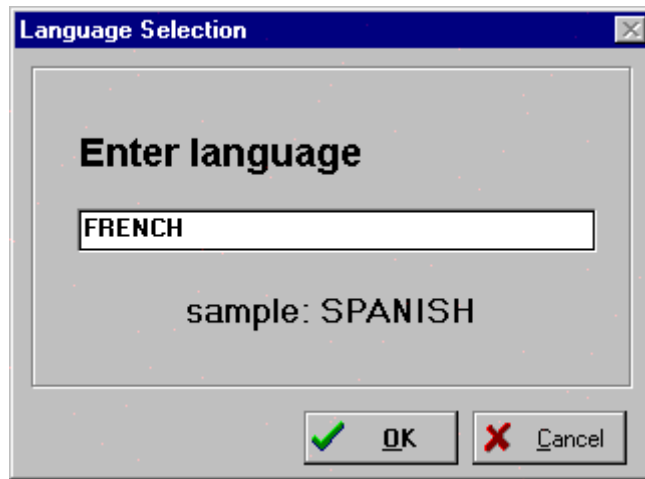 Language Selection
Enter language
FRENCH
sample: SPANISH
OK
Cancel